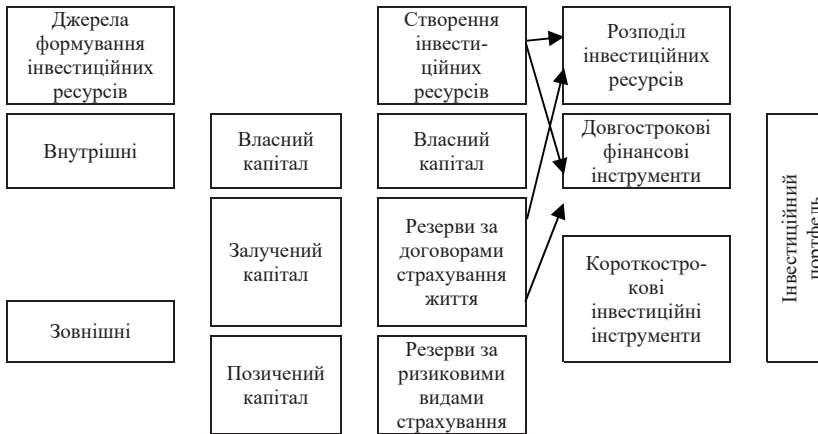 Джерела
формування
інвестиційних
ресурсів
Створення
інвести-
ційних
ресурсів
Розподіл
інвестиційних
ресурсів
Внутрішні
Власний
капітал
Власний
капітал
Довгострокові
фінансові
інструменти
Залучений
капітал
Резерви за
договорами
страхування
життя
Короткостро-
кові
інвестиційні
інструменти
Інвестиційний
портфель
Зовнішні
Позичений
капітал
Резерви за
ризиковими
видами
страхування